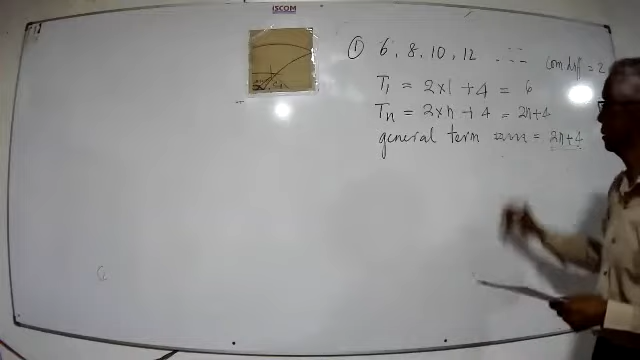 iSCOM
① 6, 8, 10, 12 ..... com diff = 2
T₁ = 2×1 + 4 = 6
Tₙ = 2×n + 4 = 2n+4
general term = 2n+4